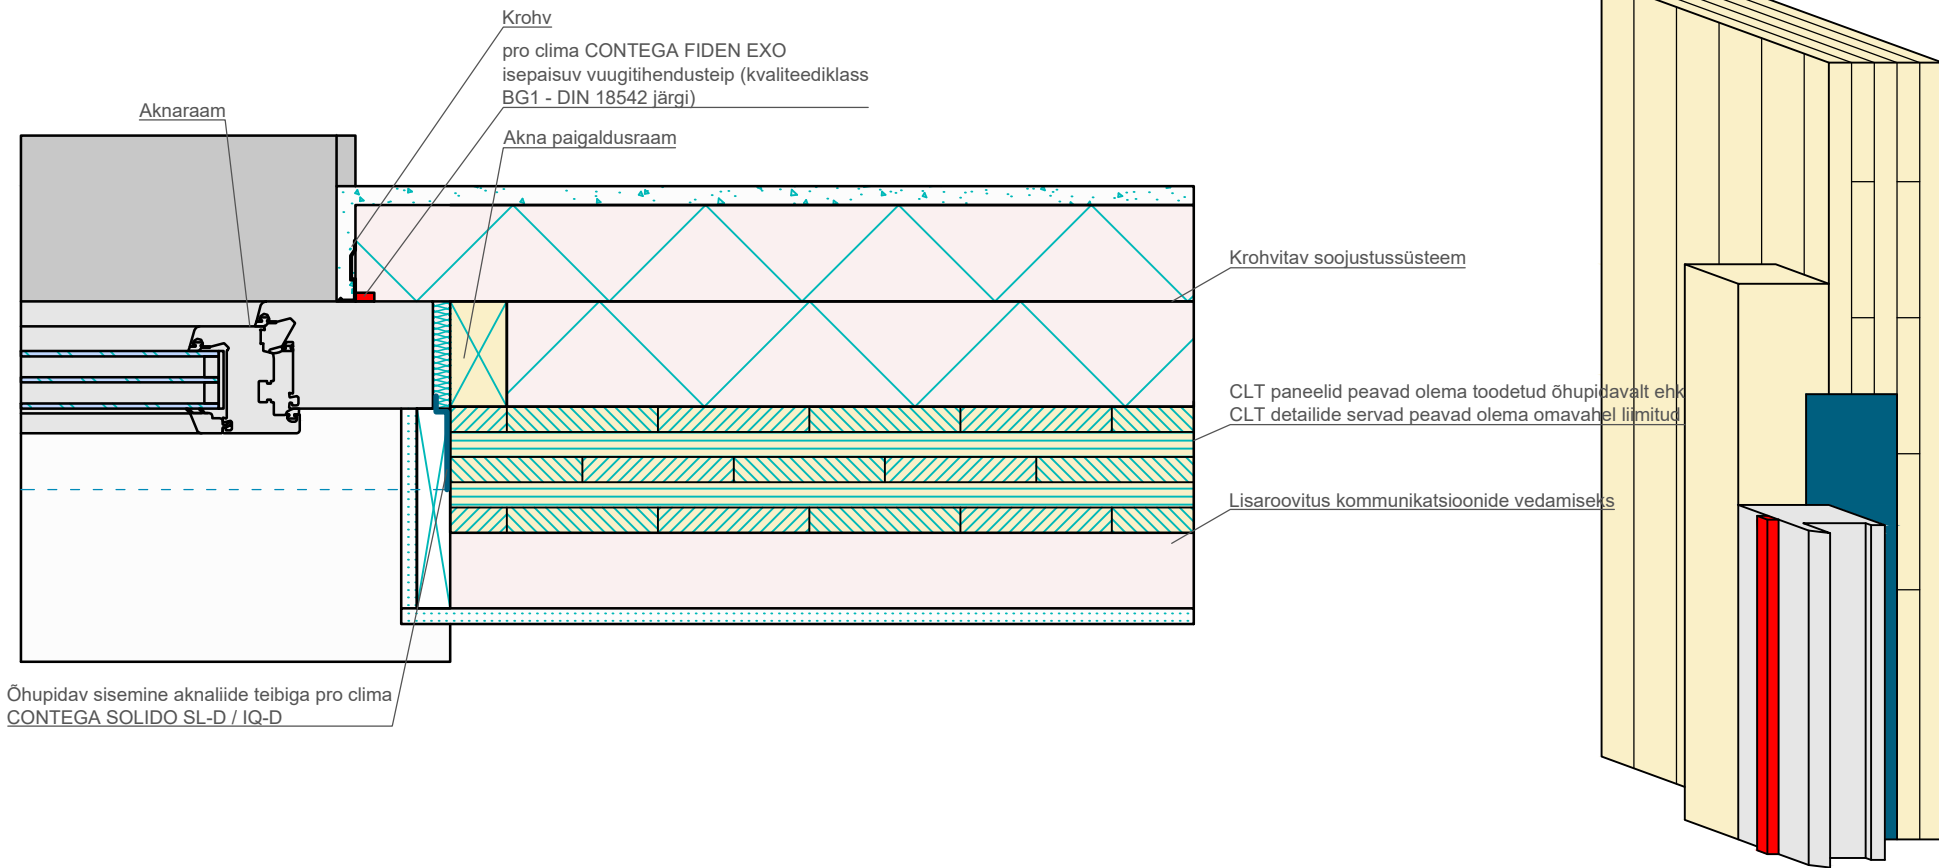 Krohv
pro clima CONTEGA FIDEN EXO
isepaisuv vuugitihendusteip (kvaliteediklass
BG1 - DIN 18542 järgi)
Aknaraam
Akna paigaldusraam
Krohvitav soojustussüsteem
CLT paneelid peavad olema toodetud õhupidavalt ehk
CLT detailide servad peavad olema omavahel liimitud
Lisaroovitus kommunikatsioonide vedamiseks
Õhupidav sisemine aknaliide teibiga pro clima
CONTEGA SOLIDO SL-D / IQ-D